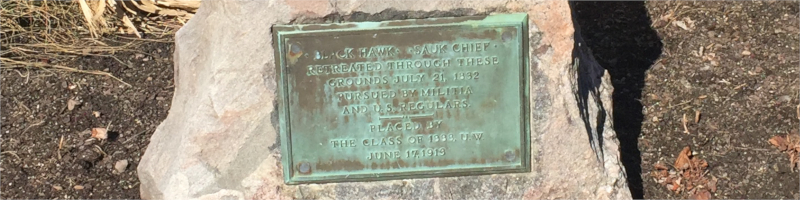 · BLACK HAWK · SAUK CHIEF ·
RETREATED THROUGH THESE
GROUNDS JULY 21, 1832
PURSUED BY MILITIA
AND U.S. REGULARS.
PLACED BY
THE CLASS OF 1888, U.W.
JUNE 17, 1913